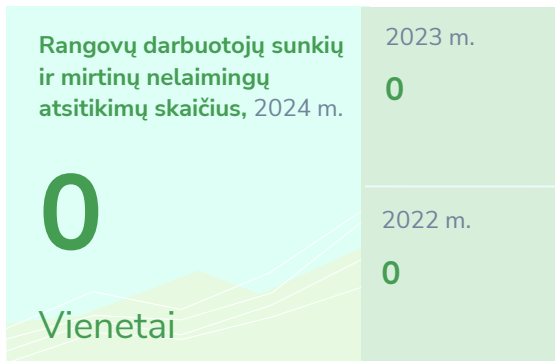 Rangovų darbuotojų sunkių
ir mirtinų nelaimingų
atsitikimų skaičius, 2024 m.
0
Vienetai
2023 m.
0
2022 m.
0